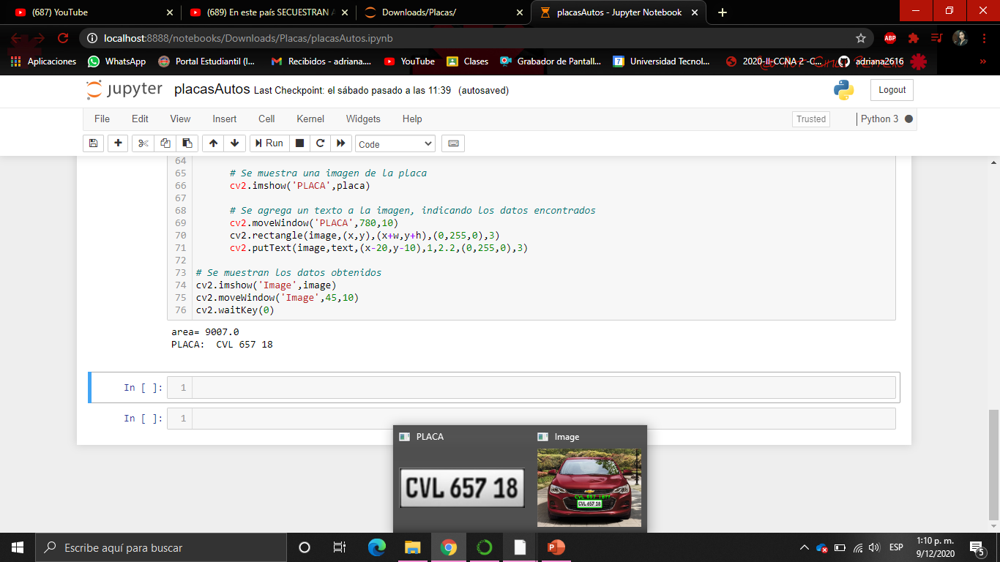 (687) YouTube
(689) En este país SECUESTRAN A
Downloads/Placas/
placasAutos - Jupyter Notebook
localhost:8888/notebooks/Downloads/Placas/placasAutos.ipynb
ABP
Aplicaciones
WhatsApp
Portal Estudiantil (I...
Recibidos - adriana....
YouTube
Clases
Grabador de Pantall...
7
Universidad Tecnol...
2020-II-CCNA 2 -C...
adriana2616
»
jupyter
placasAutos Last Checkpoint: el sábado pasado a las 11:39 (autosaved)
Logout
File Edit View Insert Cell Kernel Widgets Help
Trusted
Python 3
Run
Code
64
65 # Se muestra una imagen de la placa
66 cv2.imshow('PLACA',placa)
67
68 # Se agrega un texto a la imagen, indicando los datos encontrados
69 cv2.moveWindow('PLACA',780,10)
70 cv2.rectangle(image,(x,y),(x+w,y+h),(0,255,0),3)
71 cv2.putText(image,text,(x-20,y-10),1,2.2,(0,255,0),3)
72
73 # Se muestran los datos obtenidos
74 cv2.imshow('Image',image)
75 cv2.moveWindow('Image',45,10)
76 cv2.waitKey(0)
area= 9007.0
PLACA: CVL 657 18
In [ ]: 1
In [ ]: 1
PLACA
Image
CVL 657 18
CVL 657 18??
CVL 657 18
Escribe aquí para buscar
ESP
1:10 p. m.
9/12/2020
5